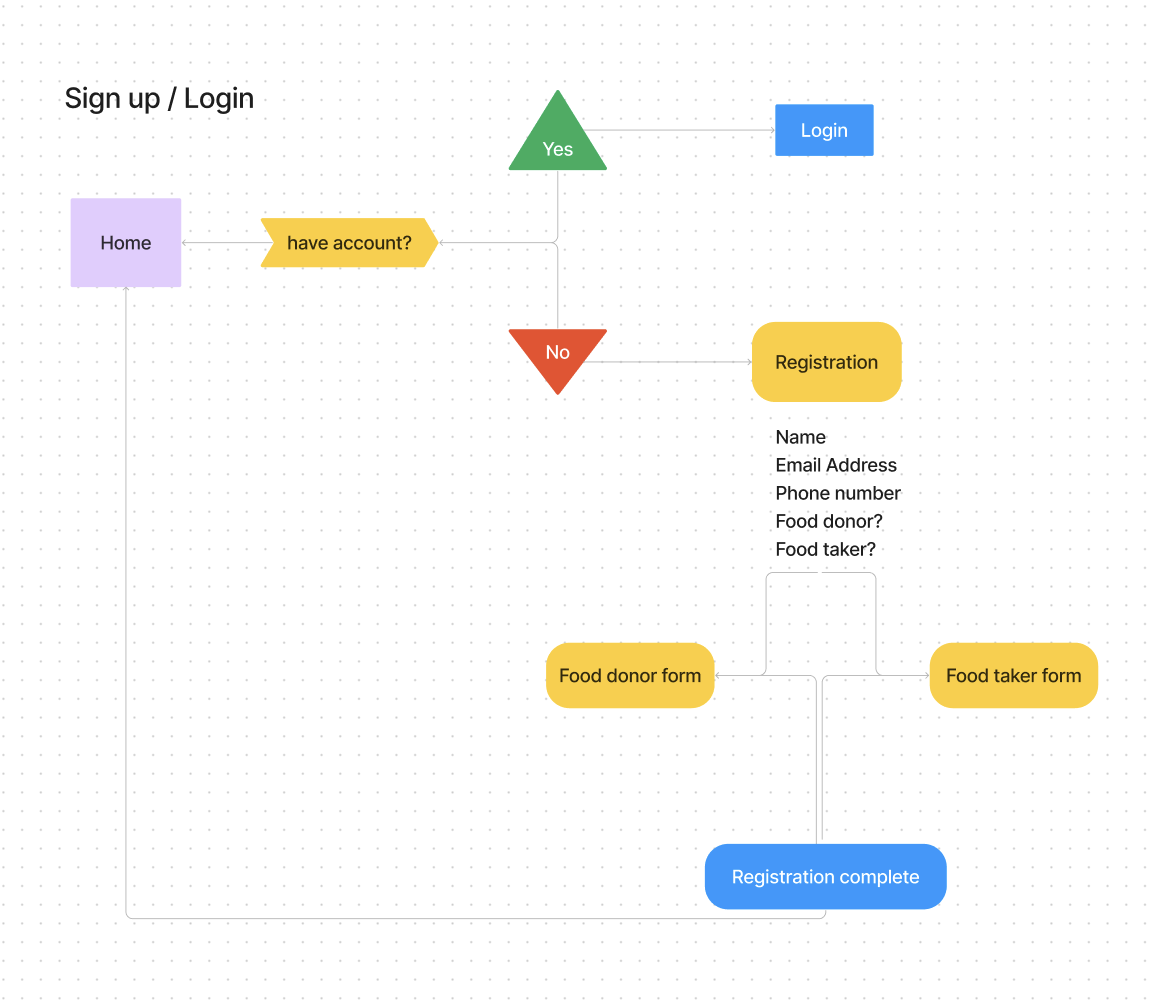 Sign up / Login
Yes
Login
Home
have account?
No
Registration
Name
Email Address
Phone number
Food donor?
Food taker?
Food donor form
Food taker form
Registration complete